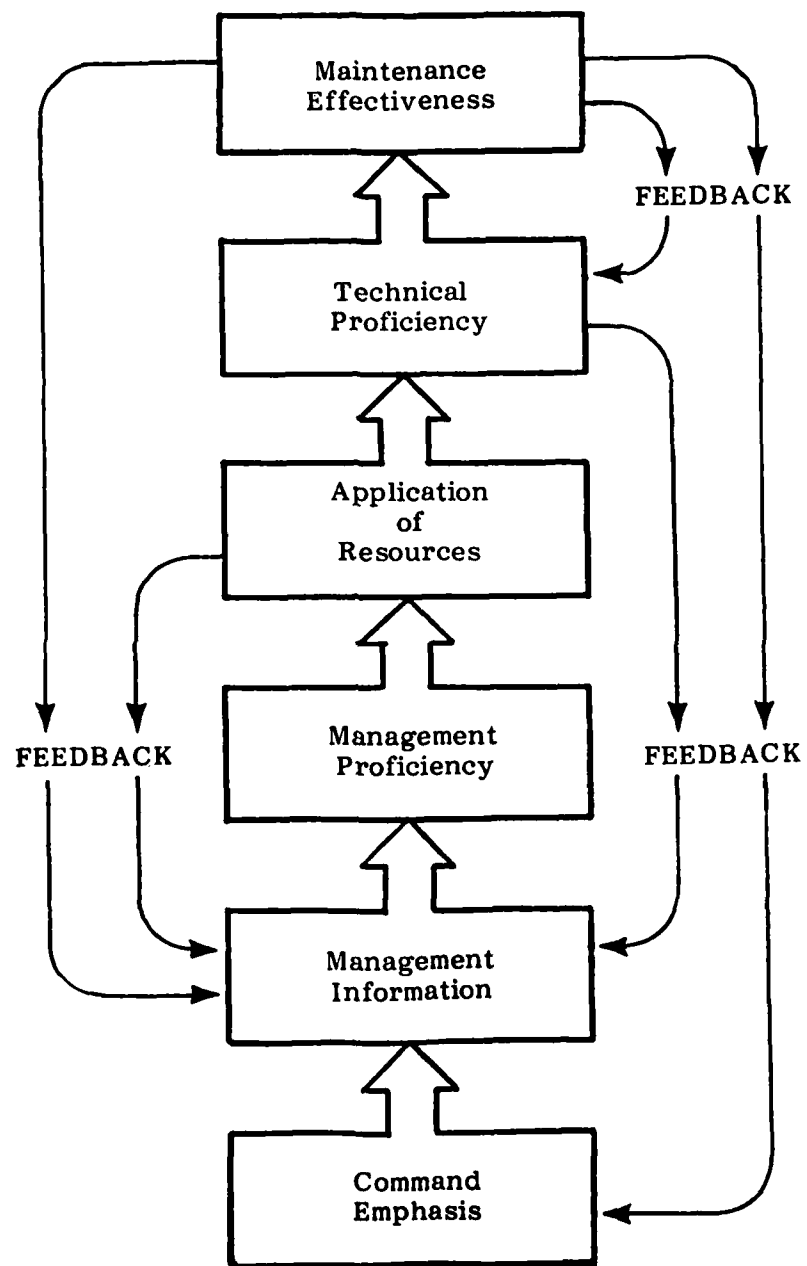 Maintenance
Effectiveness
FEEDBACK
Technical
Proficiency
Application
of
Resources
Management
Proficiency
FEEDBACK
FEEDBACK
Management
Information
Command
Emphasis